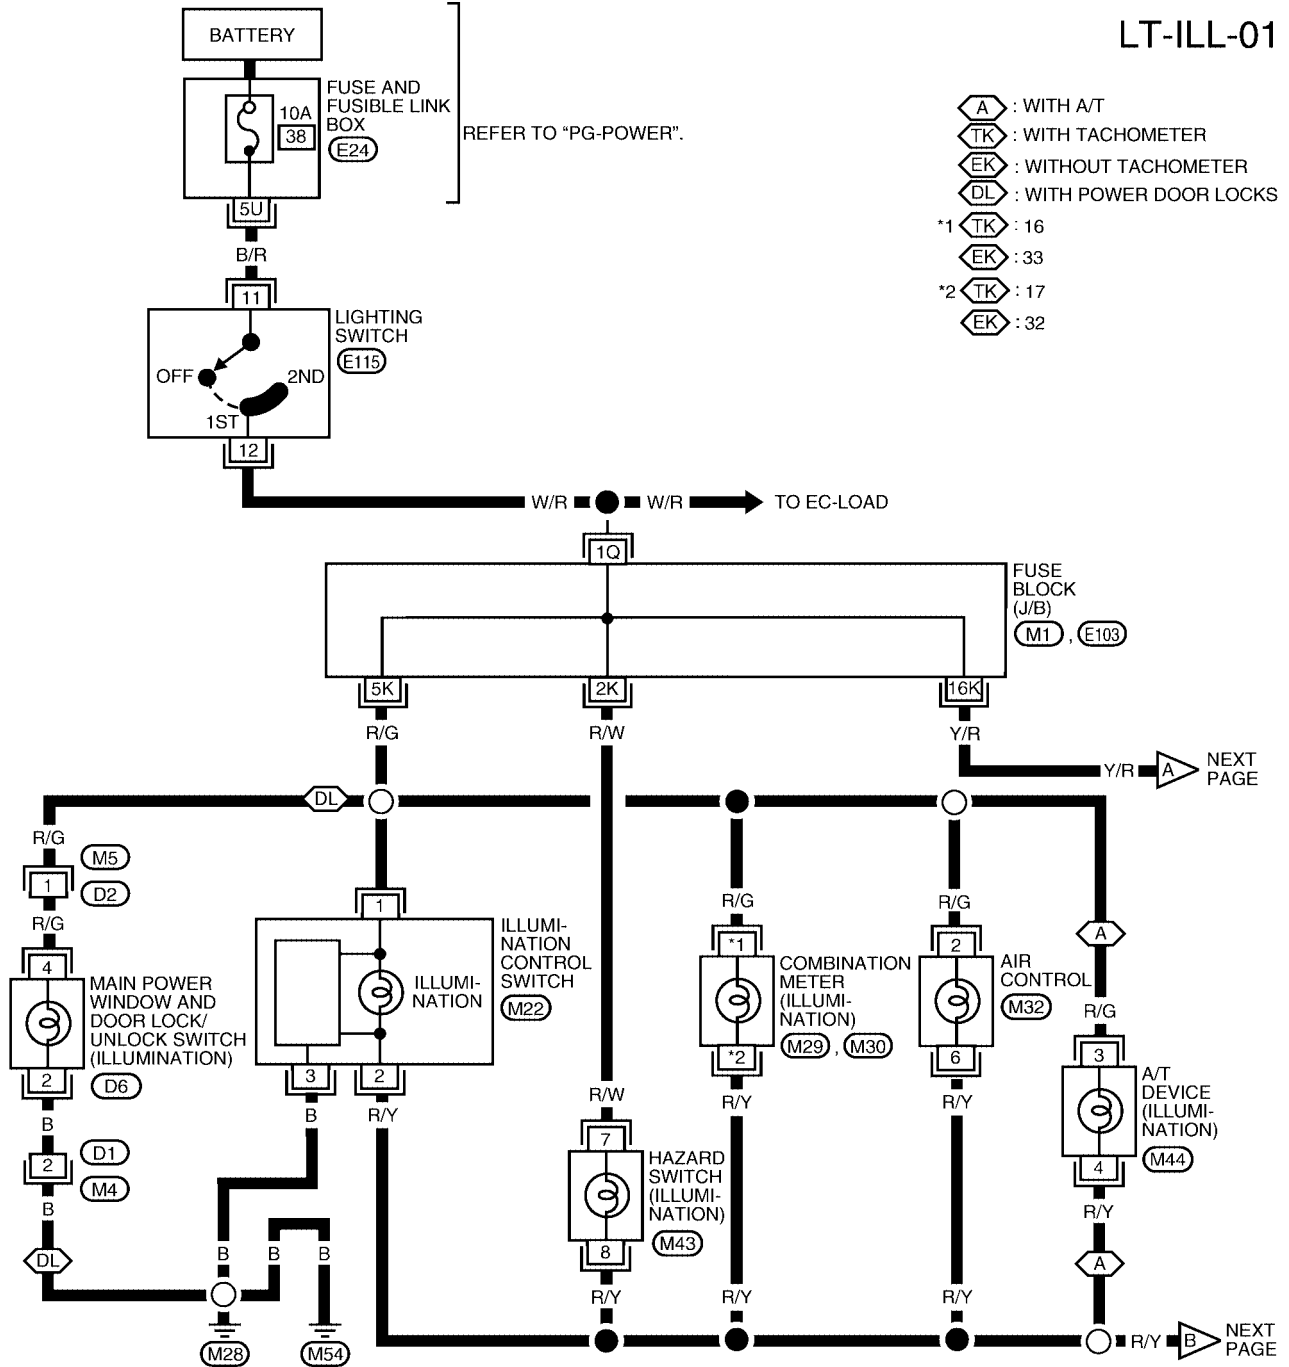 LT-ILL-01
BATTERY
FUSE AND
FUSIBLE LINK
BOX
E24
10A
38
REFER TO “PG-POWER”.
5U
B/R
11
A : WITH A/T
TK : WITH TACHOMETER
EK : WITHOUT TACHOMETER
DL : WITH POWER DOOR LOCKS
*1 TK : 16
EK : 33
*2 TK : 17
EK : 32
LIGHTING
SWITCH
E115
OFF
2ND
1ST
12
W/R
W/R
TO EC-LOAD
1Q
FUSE
BLOCK
(J/B)
M1 , E103
5K
2K
16K
R/G
R/W
Y/R
Y/R
A
NEXT
PAGE
DL
R/G
M5
1
D2
R/G
4
MAIN POWER
WINDOW AND
DOOR LOCK/
UNLOCK SWITCH
(ILLUMINATION)
D6
2
B
D1
2
M4
B
DL
1
ILLUMI-
NATION
ILLUMI-
NATION
CONTROL
SWITCH
M22
3
2
B
R/Y
R/W
7
HAZARD
SWITCH
(ILLUMI-
NATION)
M43
8
R/Y
R/G
*1
COMBINATION
METER
(ILLUMI-
NATION)
M29 , M30
*2
R/Y
R/Y
R/G
2
AIR
CONTROL
M32
6
R/Y
R/Y
A
R/G
3
A/T
DEVICE
(ILLUMI-
NATION)
M44
4
R/Y
A
B
B
B
M28
M54
R/Y
B
NEXT
PAGE